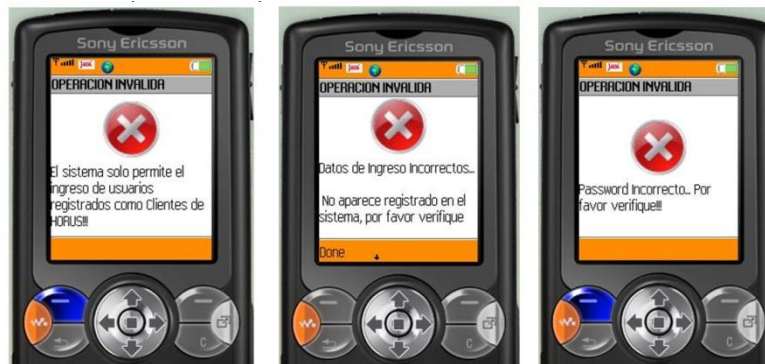 Sony Ericsson
OPERACION INVALIDA
El sistema solo permite el
ingreso de usuarios
registrados como Clientes de
HORUS!!!
Sony Ericsson
OPERACION INVALIDA
Datos de Ingreso Incorrectos...
No aparece registrado en el
sistema, por favor verifique
Done
Sony Ericsson
OPERACION INVALIDA
Password Incorrecto... Por
favor verifique!!!
C
C
C